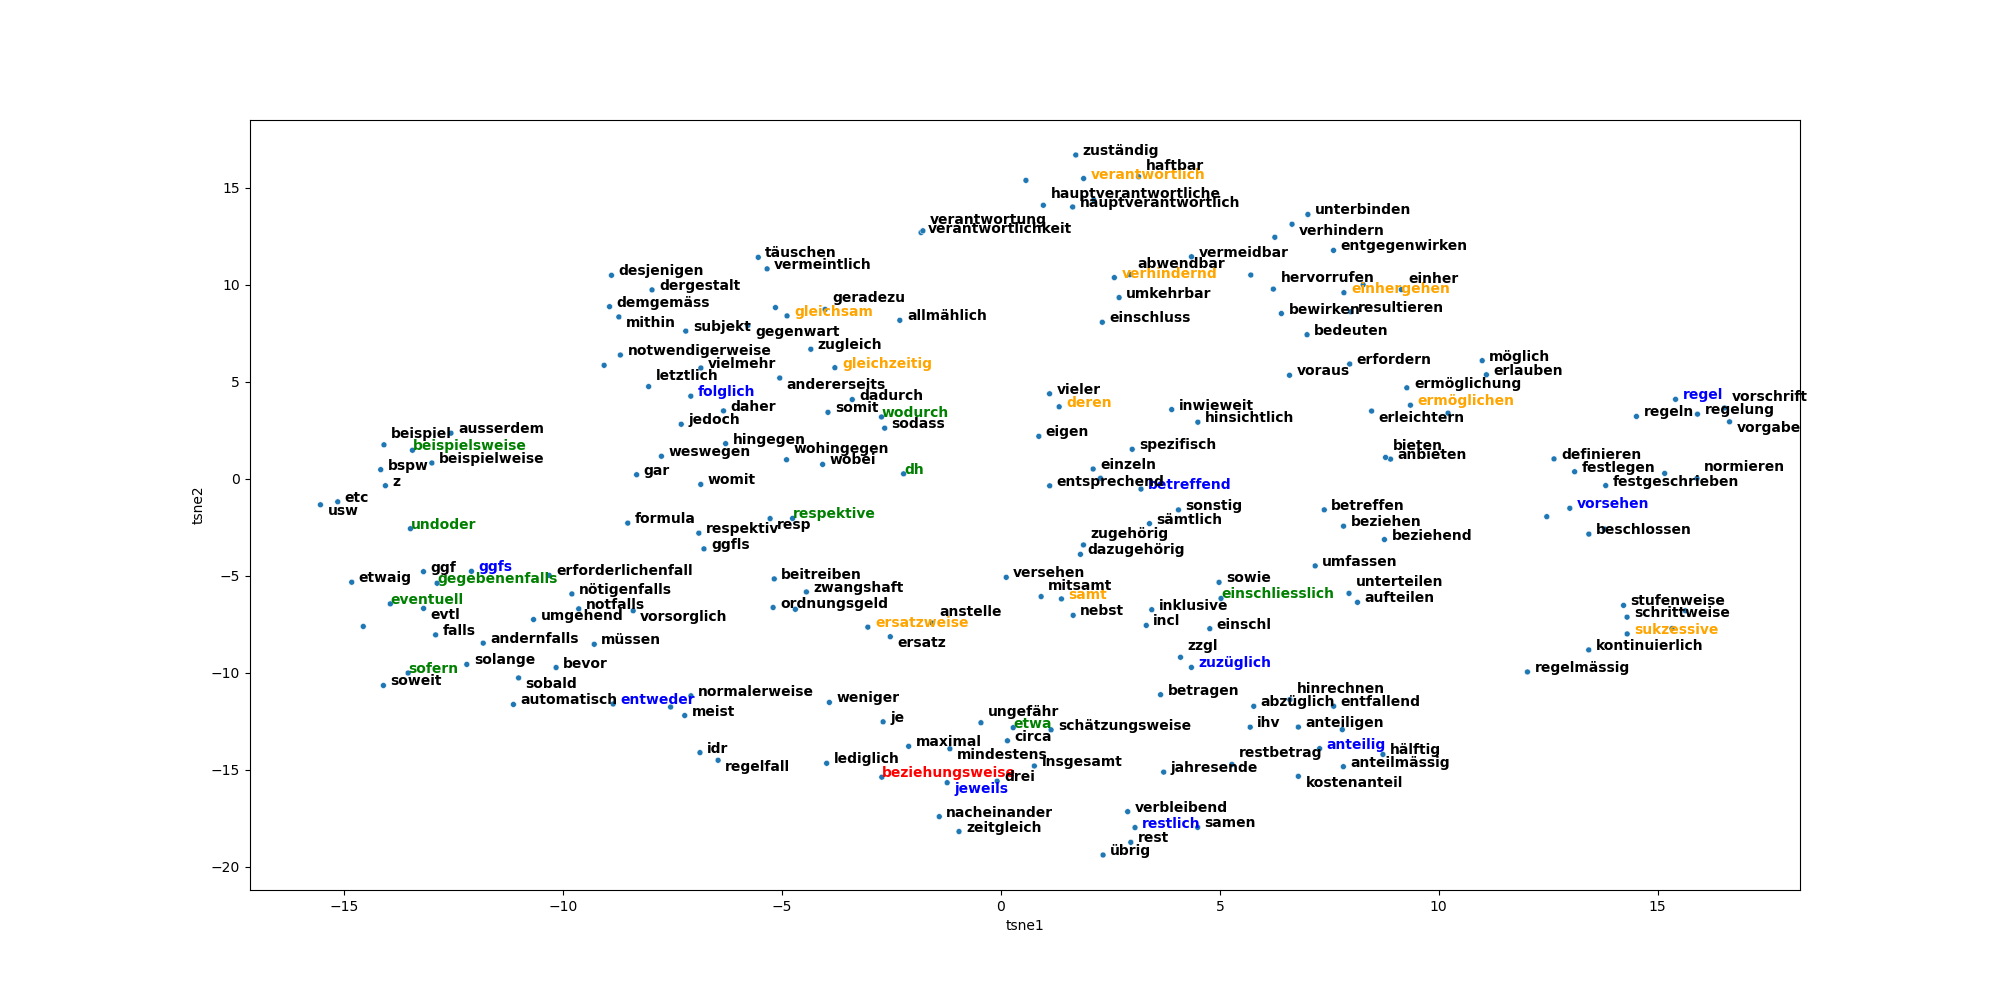 zuständig
haftbar
verantwortlich
hauptverantwortliche
hauptverantwortlich
verantwortung
verantwortlichkeit
unterbinden
verhindern
entgegenwirken
täuschen
vermeintlich
vermeidbar
abwendbar
verhindernd
umkehrbar
einschluss
hervorrufen
einher
einhergehen
bewirken
resultieren
bedeuten
desjenigen
dergestalt
demgemäss
mithin
subjekt
gegenwart
geradezu
gleichsam
allmählich
zugleich
notwendigerweise
vielmehr
gleichzeitig
letztlich
folglich
andererseits
dadurch
daher
somit
wodurch
jedoch
sodass
erfordern
voraus
möglich
erlauben
ermöglichung
ermöglichen
erleichtern
regel
vorschrift
regeln
regelung
vorgabe
vieler
deren
inwieweit
hinsichtlich
eigen
spezifisch
beispiel
ausserdem
beispielsweise
beispielweise
bspw
z
etc
usw
undoder
hingegen
weswegen
wohingegen
wobei
gar
womit
dh
einzeln
entsprechend
betreffend
bieten
anbieten
definieren
festlegen
normieren
festgeschrieben
vorsehen
beschlossen
sonstig
sämtlich
betreffen
beziehen
beziehend
formula
respektiv
resp
respektive
ggfls
zugehörig
dazugehörig
umfassen
etwaig
ggf
ggfs
gegebenenfalls
erforderlichenfall
eventuell
evtl
nötigenfalls
notfalls
umgehend
vorsorglich
falls
andernfalls
müssen
beitreiben
zwangshaft
ordnungsgeld
anstelle
ersatzweise
ersatz
versehen
mitsamt
samt
nebst
sowie
einschliesslich
inklusive
incl
einschl
unterteilen
aufteilen
stufenweise
schrittweise
sukzessive
kontinuierlich
regelmässig
sofern
soweit
solange
sobald
bevor
automatisch
entweder
normalerweise
meist
weniger
je
zzgl
zuzüglich
betragen
hinrechnen
abzüglich
entfallend
ihv
anteiligen
anteilig
hälftig
anteilmässig
restbetrag
jahresende
kostenanteil
ungefähr
etwa
schätzungsweise
circa
maximal
mindestens
insgesamt
idr
regelfall
lediglich
beziehungsweise
drei
jeweils
nacheinander
zeitgleich
verbleibend
restlich
samen
rest
übrig
15
10
5
0
−5
−10
−15
−20
tsne2
−15
−10
−5
0
5
10
15
tsne1